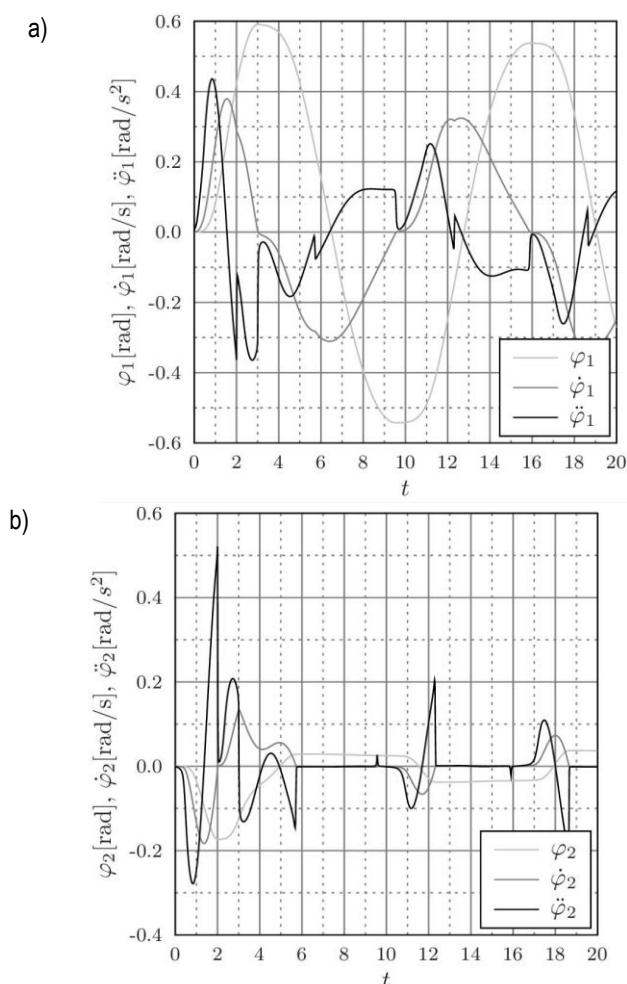 a)
φ₁[rad], φ̇₁[rad/s], φ̈₁[rad/s²]
0.6
0.4
0.2
0.0
-0.2
-0.4
-0.6
φ₁
φ̇₁
φ̈₁
0 2 4 6 8 10 12 14 16 18 20
t
b)
φ₂[rad], φ̇₂[rad/s], φ̈₂[rad/s²]
0.6
0.4
0.2
0.0
-0.2
-0.4
φ₂
φ̇₂
φ̈₂
0 2 4 6 8 10 12 14 16 18 20
t